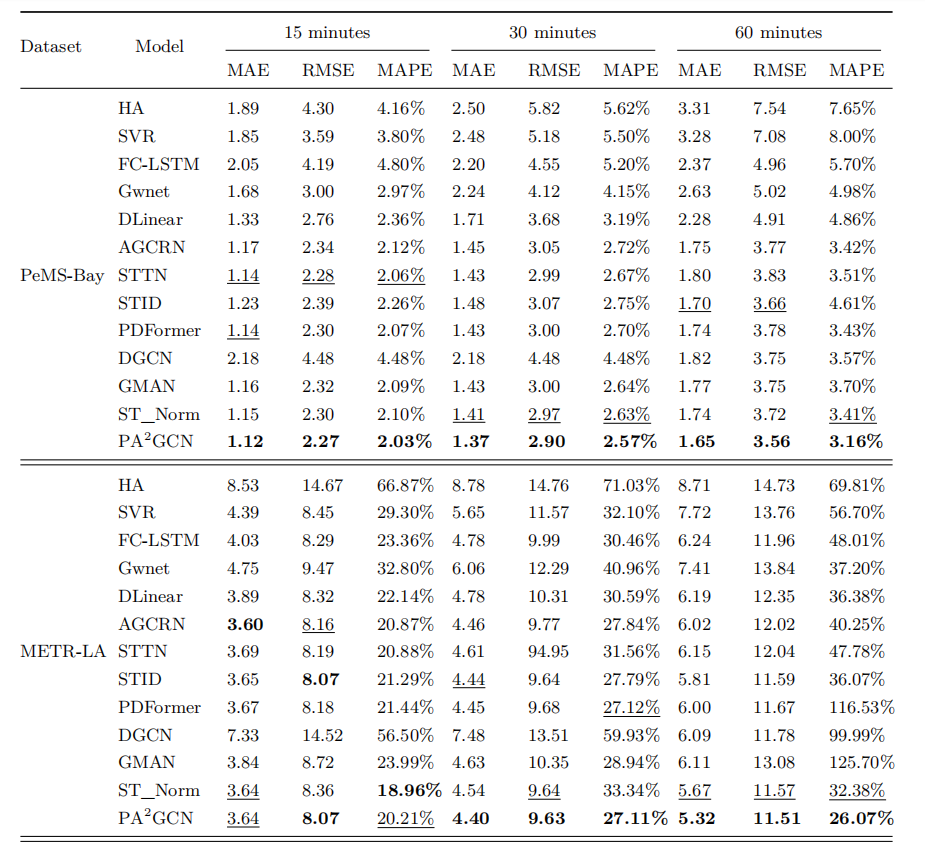 15 minutes 30 minutes 60 minutes
Dataset Model
MAE RMSE MAPE MAE RMSE MAPE MAE RMSE MAPE
HA 1.89 4.30 4.16% 2.50 5.82 5.62% 3.31 7.54 7.65%
SVR 1.85 3.59 3.80% 2.48 5.18 5.50% 3.28 7.08 8.00%
FC-LSTM 2.05 4.19 4.80% 2.20 4.55 5.20% 2.37 4.96 5.70%
Gwnet 1.68 3.00 2.97% 2.24 4.12 4.15% 2.63 5.02 4.98%
DLinear 1.33 2.76 2.36% 1.71 3.68 3.19% 2.28 4.91 4.86%
AGCRN 1.17 2.34 2.12% 1.45 3.05 2.72% 1.75 3.77 3.42%
PeMS-Bay STTN 1.14 2.28 2.06% 1.43 2.99 2.67% 1.80 3.83 3.51%
STID 1.23 2.39 2.26% 1.48 3.07 2.75% 1.70 3.66 4.61%
PDFormer 1.14 2.30 2.07% 1.43 3.00 2.70% 1.74 3.78 3.43%
DGCN 2.18 4.48 4.48% 2.18 4.48 4.48% 1.82 3.75 3.57%
GMAN 1.16 2.32 2.09% 1.43 3.00 2.64% 1.77 3.75 3.70%
ST_Norm 1.15 2.30 2.10% 1.41 2.97 2.63% 1.74 3.72 3.41%
PA²GCN 1.12 2.27 2.03% 1.37 2.90 2.57% 1.65 3.56 3.16%
HA 8.53 14.67 66.87% 8.78 14.76 71.03% 8.71 14.73 69.81%
SVR 4.39 8.45 29.30% 5.65 11.57 32.10% 7.72 13.76 56.70%
FC-LSTM 4.03 8.29 23.36% 4.78 9.99 30.46% 6.24 11.96 48.01%
Gwnet 4.75 9.47 32.80% 6.06 12.29 40.96% 7.41 13.84 37.20%
DLinear 3.89 8.32 22.14% 4.78 10.31 30.59% 6.19 12.35 36.38%
AGCRN 3.60 8.16 20.87% 4.46 9.77 27.84% 6.02 12.02 40.25%
METR-LA STTN 3.69 8.19 20.88% 4.61 94.95 31.56% 6.15 12.04 47.78%
STID 3.65 8.07 21.29% 4.44 9.64 27.79% 5.81 11.59 36.07%
PDFormer 3.67 8.18 21.44% 4.45 9.68 27.12% 6.00 11.67 116.53%
DGCN 7.33 14.52 56.50% 7.48 13.51 59.93% 6.09 11.78 99.99%
GMAN 3.84 8.72 23.99% 4.63 10.35 28.94% 6.11 13.08 125.70%
ST_Norm 3.64 8.36 18.96% 4.54 9.64 33.34% 5.67 11.57 32.38%
PA²GCN 3.64 8.07 20.21% 4.40 9.63 27.11% 5.32 11.51 26.07%